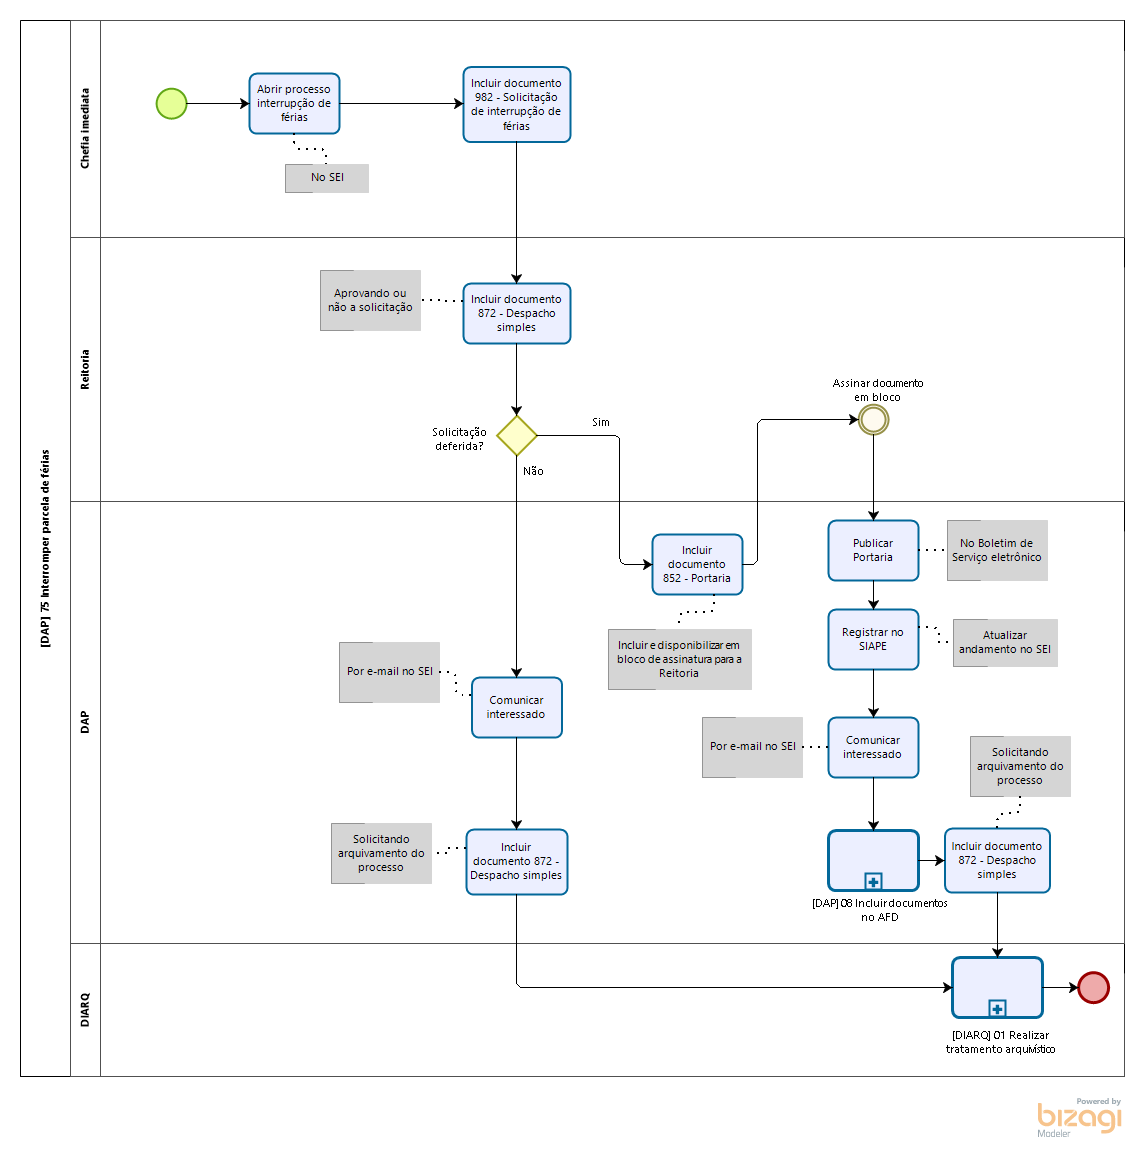 [DAP] 75 Interromper parcela de férias
Chefia imediata
Abrir processo
interrupção de
férias
No SEI
Incluir documento
982 - Solicitação
de interrupção de
férias
Reitoria
Aprovando ou
não a solicitação
Incluir documento
872 - Despacho
simples
Solicitação
deferida?
Sim
Não
Assinar documento
em bloco
DAP
Incluir
documento
852 - Portaria
Incluir e disponibilizar em
bloco de assinatura para a
Reitoria
Publicar
Portaria
No Boletim de
Serviço eletrônico
Registrar no
SIAPE
Atualizar
andamento no SEI
Por e-mail no SEI
Comunicar
interessado
Por e-mail no SEI
Comunicar
interessado
Solicitando
arquivamento do
processo
Solicitando
arquivamento do
processo
Incluir
documento 872 -
Despacho simples
[DAP] 08 Incluir documentos
no AFD
Incluir documento
872 - Despacho
simples
DIARQ
[DIARQ] 01 Realizar
tratamento arquivístico
Powered by
bizagi
Modeler